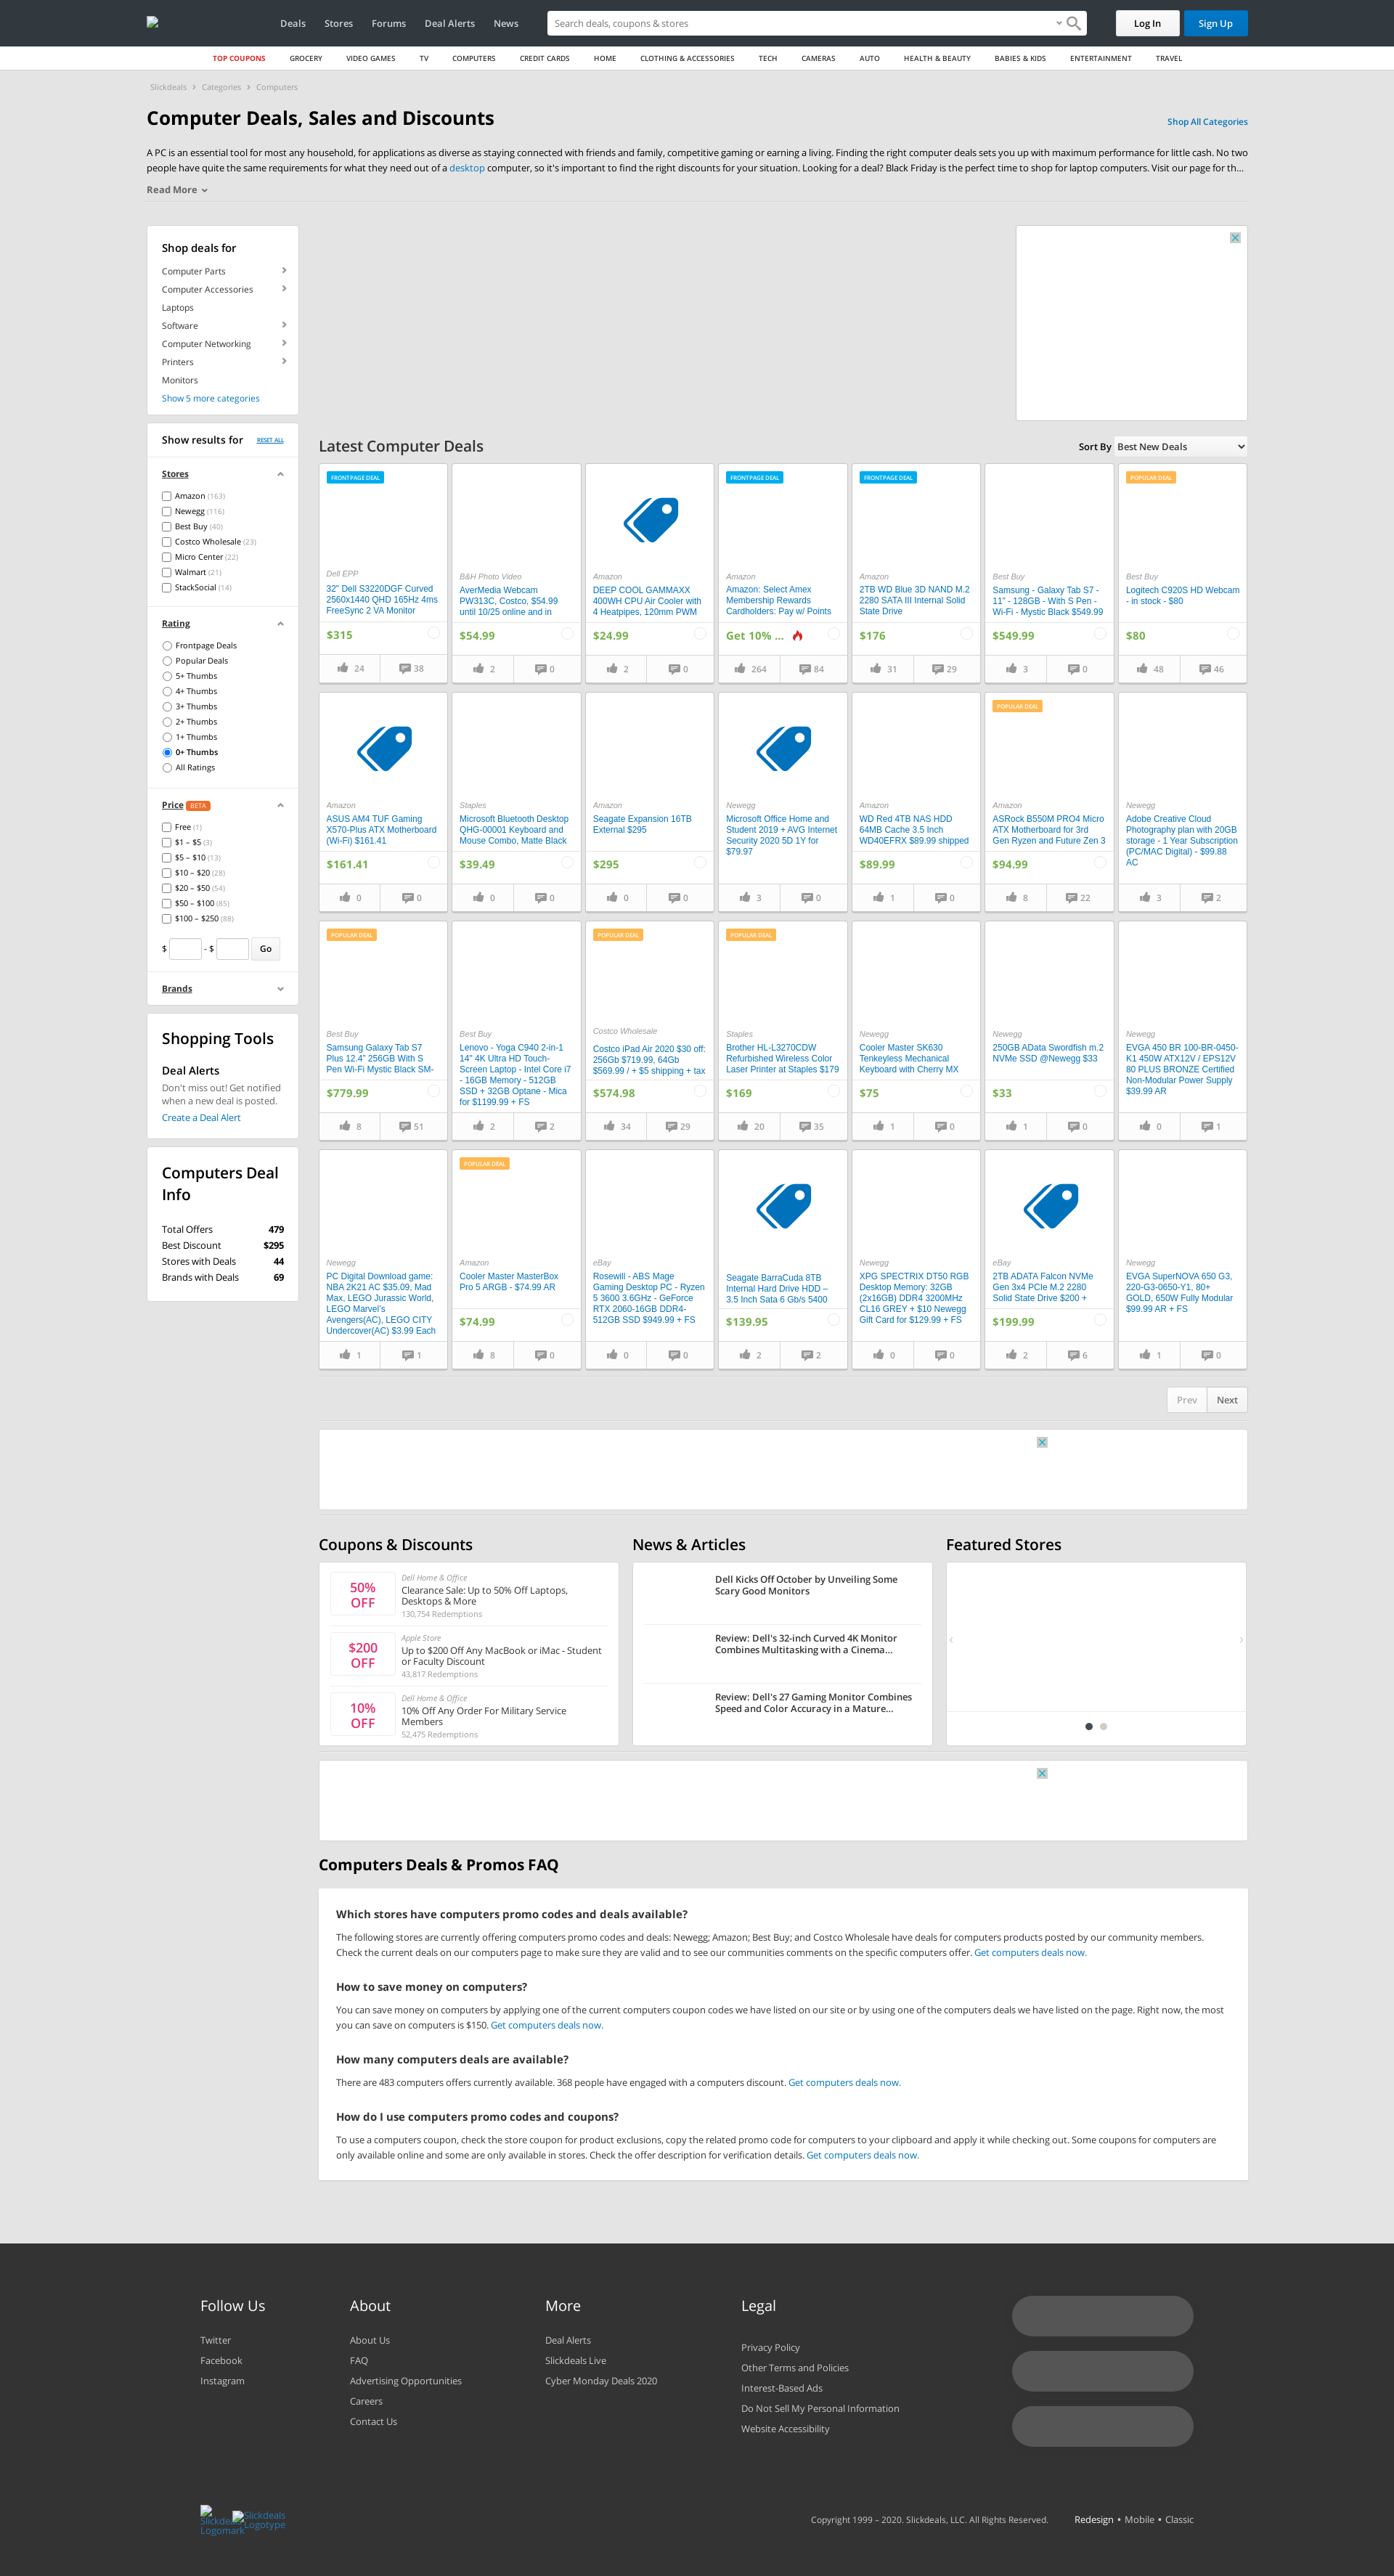 Deals Stores Forums Deal Alerts News Search deals, coupons & stores Log In Sign Up
TOP COUPONS GROCERY VIDEO GAMES TV COMPUTERS CREDIT CARDS HOME CLOTHING & ACCESSORIES TECH CAMERAS AUTO HEALTH & BEAUTY BABIES & KIDS ENTERTAINMENT TRAVEL
Slickdeals › Categories › Computers
Computer Deals, Sales and Discounts
Shop All Categories
A PC is an essential tool for most any household, for applications as diverse as staying connected with friends and family, competitive gaming or earning a living. Finding the right computer deals sets you up with maximum performance for little cash. No two
people have quite the same requirements for what they need out of a desktop computer, so it's important to find the right discounts for your situation. Looking for a deal? Black Friday is the perfect time to shop for laptop computers. Visit our page for th...
Read More
Shop deals for
Computer Parts
Computer Accessories
Laptops
Software
Computer Networking
Printers
Monitors
Show 5 more categories
Show results for RESET ALL
Stores
Amazon (163)
Newegg (116)
Best Buy (40)
Costco Wholesale (23)
Micro Center (22)
Walmart (21)
StackSocial (14)
Rating
Frontpage Deals
Popular Deals
5+ Thumbs
4+ Thumbs
3+ Thumbs
2+ Thumbs
1+ Thumbs
0+ Thumbs
All Ratings
Price BETA
Free (1)
$1 – $5 (3)
$5 – $10 (13)
$10 – $20 (28)
$20 – $50 (54)
$50 – $100 (85)
$100 – $250 (88)
$ - $ Go
Brands
Shopping Tools
Deal Alerts
Don't miss out! Get notified
when a new deal is posted.
Create a Deal Alert
Computers Deal
Info
Total Offers 479
Best Discount $295
Stores with Deals 44
Brands with Deals 69
Latest Computer Deals
Sort By Best New Deals
FRONTPAGE DEAL
Dell EPP
32" Dell S3220DGF Curved
2560x1440 QHD 165Hz 4ms
FreeSync 2 VA Monitor
$315
24 38
B&H Photo Video
AverMedia Webcam
PW313C, Costco, $54.99
until 10/25 online and in
$54.99
2 0
Amazon
DEEP COOL GAMMAXX
400WH CPU Air Cooler with
4 Heatpipes, 120mm PWM
$24.99
2 0
FRONTPAGE DEAL
Amazon
Amazon: Select Amex
Membership Rewards
Cardholders: Pay w/ Points
Get 10% ...
264 84
FRONTPAGE DEAL
Amazon
2TB WD Blue 3D NAND M.2
2280 SATA III Internal Solid
State Drive
$176
31 29
Best Buy
Samsung - Galaxy Tab S7 -
11" - 128GB - With S Pen -
Wi-Fi - Mystic Black $549.99
$549.99
3 0
POPULAR DEAL
Best Buy
Logitech C920S HD Webcam
- in stock - $80
$80
48 46
Amazon
ASUS AM4 TUF Gaming
X570-Plus ATX Motherboard
(Wi-Fi) $161.41
$161.41
0 0
Staples
Microsoft Bluetooth Desktop
QHG-00001 Keyboard and
Mouse Combo, Matte Black
$39.49
0 0
Amazon
Seagate Expansion 16TB
External $295
$295
0 0
Newegg
Microsoft Office Home and
Student 2019 + AVG Internet
Security 2020 5D 1Y for
$79.97
3 0
Amazon
WD Red 4TB NAS HDD
64MB Cache 3.5 Inch
WD40EFRX $89.99 shipped
$89.99
1 0
POPULAR DEAL
Amazon
ASRock B550M PRO4 Micro
ATX Motherboard for 3rd
Gen Ryzen and Future Zen 3
$94.99
8 22
Newegg
Adobe Creative Cloud
Photography plan with 20GB
storage - 1 Year Subscription
(PC/MAC Digital) - $99.88
AC
3 2
POPULAR DEAL
Best Buy
Samsung Galaxy Tab S7
Plus 12.4" 256GB With S
Pen Wi-Fi Mystic Black SM-
$779.99
8 51
Best Buy
Lenovo - Yoga C940 2-in-1
14" 4K Ultra HD Touch-
Screen Laptop - Intel Core i7
- 16GB Memory - 512GB
SSD + 32GB Optane - Mica
for $1199.99 + FS
2 2
POPULAR DEAL
Costco Wholesale
Costco iPad Air 2020 $30 off:
256Gb $719.99, 64Gb
$569.99 / + $5 shipping + tax
$574.98
34 29
POPULAR DEAL
Staples
Brother HL-L3270CDW
Refurbished Wireless Color
Laser Printer at Staples $179
$169
20 35
Newegg
Cooler Master SK630
Tenkeyless Mechanical
Keyboard with Cherry MX
$75
1 0
Newegg
250GB AData Swordfish m.2
NVMe SSD @Newegg $33
$33
1 0
Newegg
EVGA 450 BR 100-BR-0450-
K1 450W ATX12V / EPS12V
80 PLUS BRONZE Certified
Non-Modular Power Supply
$39.99 AR
0 1
Newegg
PC Digital Download game:
NBA 2K21 AC $35.09, Mad
Max, LEGO Jurassic World,
LEGO Marvel's
Avengers(AC), LEGO CITY
Undercover(AC) $3.99 Each
1 1
POPULAR DEAL
Amazon
Cooler Master MasterBox
Pro 5 ARGB - $74.99 AR
$74.99
8 0
eBay
Rosewill - ABS Mage
Gaming Desktop PC - Ryzen
5 3600 3.6GHz - GeForce
RTX 2060-16GB DDR4-
512GB SSD $949.99 + FS
0 0
Seagate BarraCuda 8TB
Internal Hard Drive HDD –
3.5 Inch Sata 6 Gb/s 5400
$139.95
2 2
Newegg
XPG SPECTRIX DT50 RGB
Desktop Memory: 32GB
(2x16GB) DDR4 3200MHz
CL16 GREY + $10 Newegg
Gift Card for $129.99 + FS
0 0
eBay
2TB ADATA Falcon NVMe
Gen 3x4 PCIe M.2 2280
Solid State Drive $200 +
$199.99
2 6
Newegg
EVGA SuperNOVA 650 G3,
220-G3-0650-Y1, 80+
GOLD, 650W Fully Modular
$99.99 AR + FS
1 0
Prev Next
Coupons & Discounts
50%
OFF
Dell Home & Office
Clearance Sale: Up to 50% Off Laptops,
Desktops & More
130,754 Redemptions
$200
OFF
Apple Store
Up to $200 Off Any MacBook or iMac - Student
or Faculty Discount
43,817 Redemptions
10%
OFF
Dell Home & Office
10% Off Any Order For Military Service
Members
52,475 Redemptions
News & Articles
Dell Kicks Off October by Unveiling Some
Scary Good Monitors
Review: Dell's 32-inch Curved 4K Monitor
Combines Multitasking with a Cinema...
Review: Dell's 27 Gaming Monitor Combines
Speed and Color Accuracy in a Mature...
Featured Stores
Computers Deals & Promos FAQ
Which stores have computers promo codes and deals available?
The following stores are currently offering computers promo codes and deals: Newegg; Amazon; Best Buy; and Costco Wholesale have deals for computers products posted by our community members.
Check the current deals on our computers page to make sure they are valid and to see our communities comments on the specific computers offer. Get computers deals now.
How to save money on computers?
You can save money on computers by applying one of the current computers coupon codes we have listed on our site or by using one of the computers deals we have listed on the page. Right now, the most
you can save on computers is $150. Get computers deals now.
How many computers deals are available?
There are 483 computers offers currently available. 368 people have engaged with a computers discount. Get computers deals now.
How do I use computers promo codes and coupons?
To use a computers coupon, check the store coupon for product exclusions, copy the related promo code for computers to your clipboard and apply it while checking out. Some coupons for computers are
only available online and some are only available in stores. Check the offer description for verification details. Get computers deals now.
Follow Us
Twitter
Facebook
Instagram
About
About Us
FAQ
Advertising Opportunities
Careers
Contact Us
More
Deal Alerts
Slickdeals Live
Cyber Monday Deals 2020
Legal
Privacy Policy
Other Terms and Policies
Interest-Based Ads
Do Not Sell My Personal Information
Website Accessibility
Slickdeals
Logomark
Slickdeals
Logotype
Copyright 1999 – 2020. Slickdeals, LLC. All Rights Reserved. Redesign • Mobile • Classic